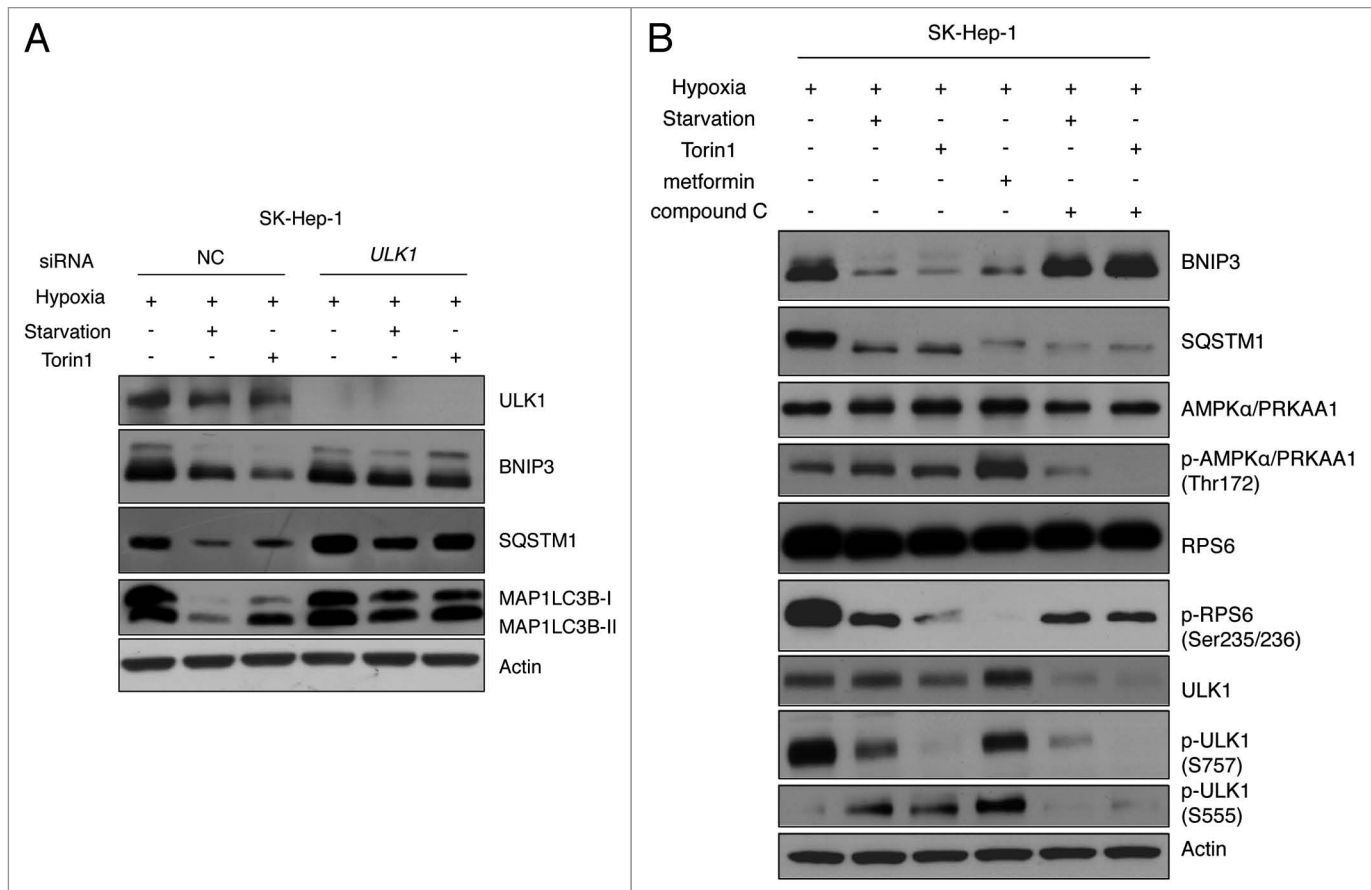 A
SK-Hep-1
siRNA NC ULK1
Hypoxia + + + + + +
Starvation - + - - + -
Torin1 - - + - - +
ULK1
BNIP3
SQSTM1
MAP1LC3B-I
MAP1LC3B-II
Actin
B
SK-Hep-1
Hypoxia + + + + + +
Starvation - + - - + -
Torin1 - - + - - +
metformin - - - + - -
compound C - - - - + +
BNIP3
SQSTM1
AMPKα/PRKAA1
p-AMPKα/PRKAA1
(Thr172)
RPS6
p-RPS6
(Ser235/236)
ULK1
p-ULK1
(S757)
p-ULK1
(S555)
Actin